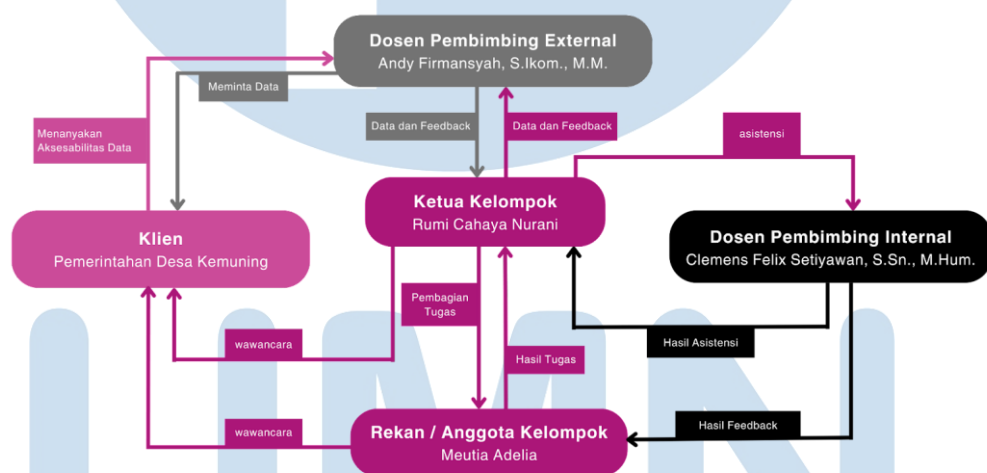 Dosen Pembimbing External
Andy Firmansyah, S.Ikom., M.M.
Meminta Data
Menanyakan
Aksesabilitas Data
Data dan Feedback
Data dan Feedback
asistensi
Ketua Kelompok
Rumi Cahaya Nurani
Klien
Pemerintahan Desa Kemuning
Dosen Pembimbing Internal
Clemens Felix Setiyawan, S.Sn., M.Hum.
Pembagian
Tugas
wawancara
Hasil Tugas
Hasil Asistensi
wawancara
Rekan / Anggota Kelompok
Meutia Adelia
Hasil Feedback
UMN